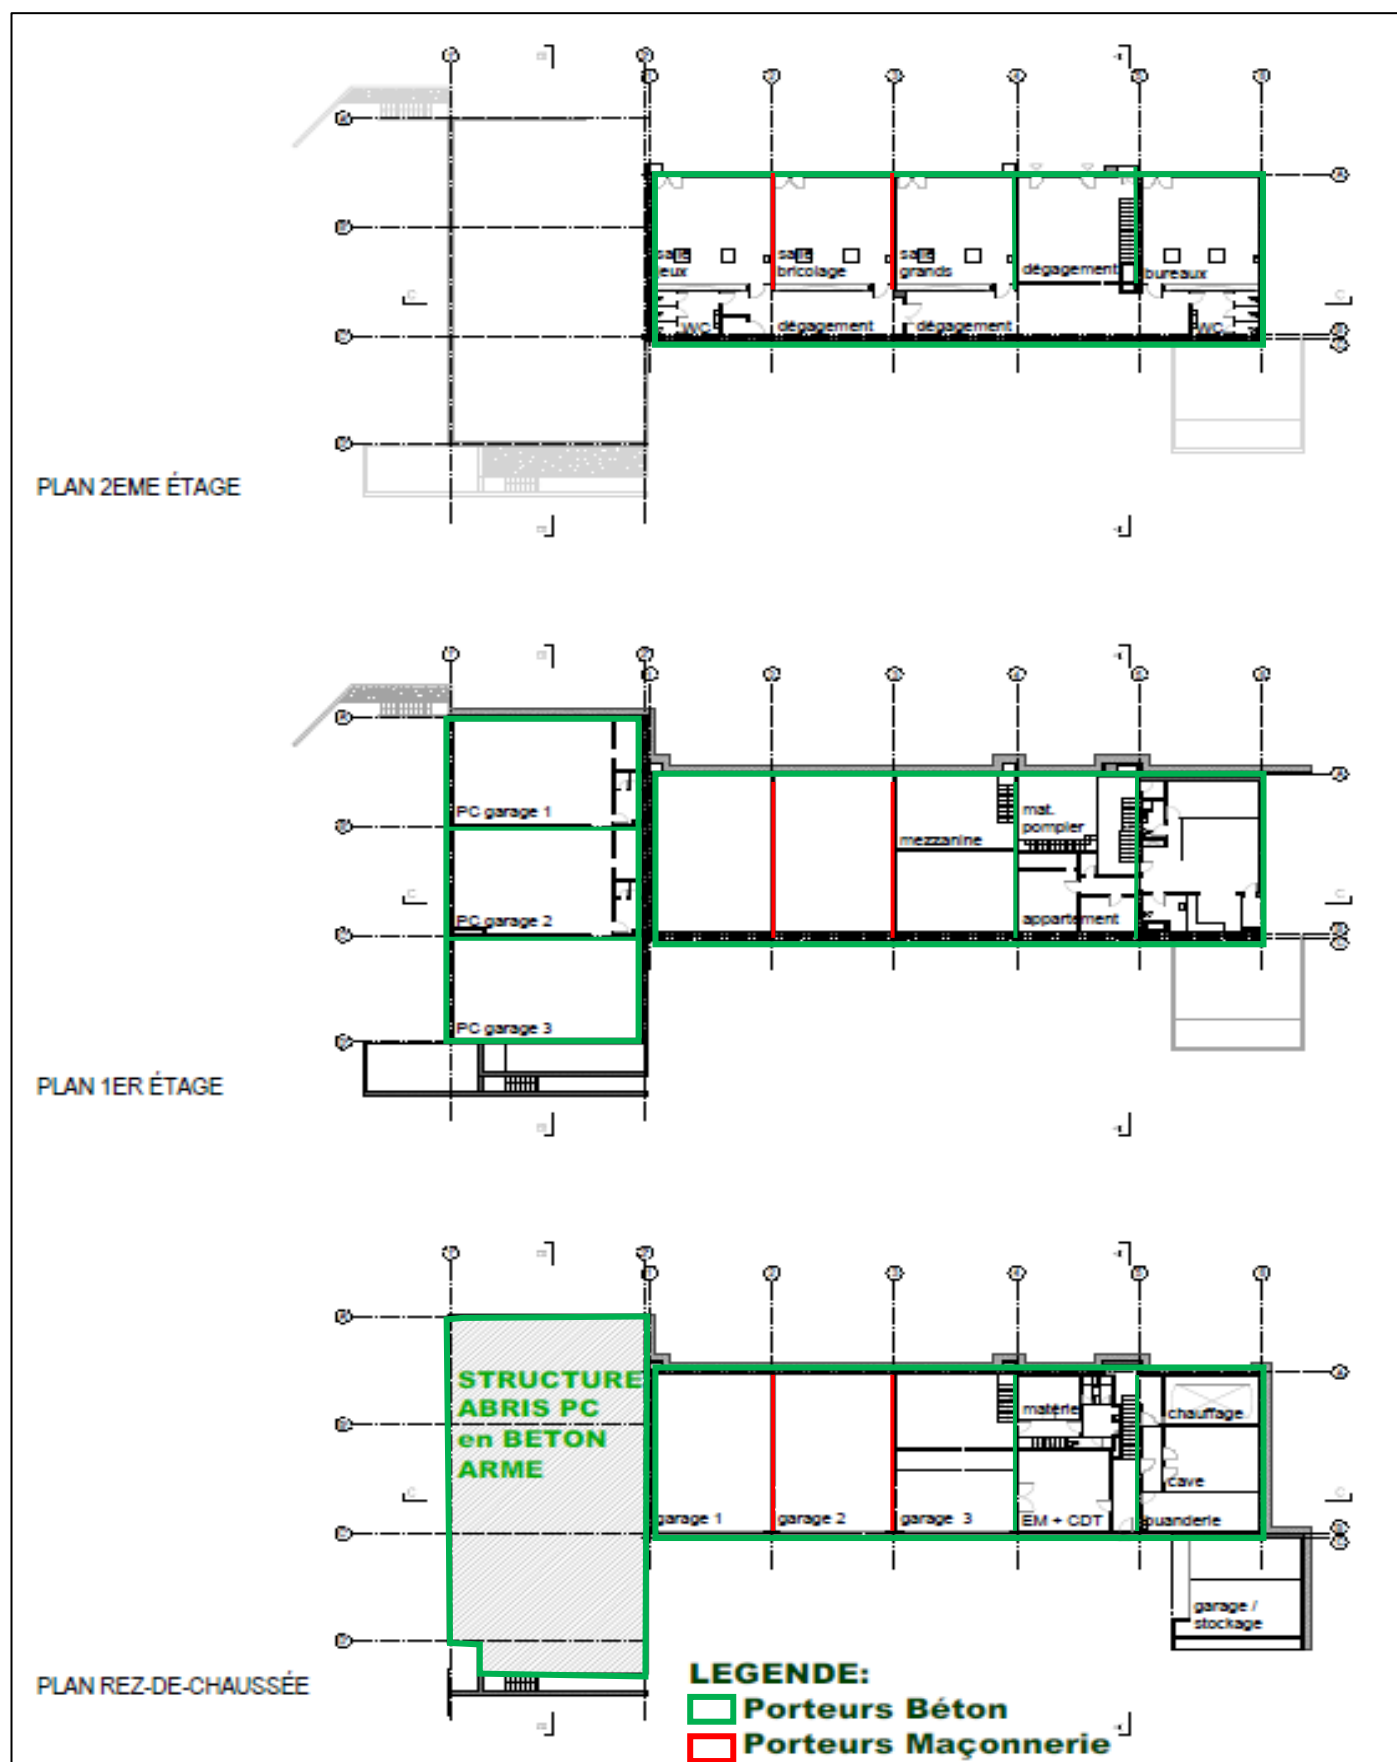 salle
jeux
salle
bricolage
salle
grands
dégagement
bureaux
WC
dégagement
dégagement
WC
PLAN 2EME ÉTAGE
PC garage 1
mat.
pompier
mezzanine
PC garage 2
appartement
PC garage 3
PLAN 1ER ÉTAGE
STRUCTURE
ABRIS PC
en BETON
ARME
matérie
chauffage
cave
garage 1
garage 2
garage 3
EM + CDT
buanderie
garage /
stockage
PLAN REZ-DE-CHAUSSÉE
LEGENDE:
Porteurs Béton
Porteurs Maçonnerie